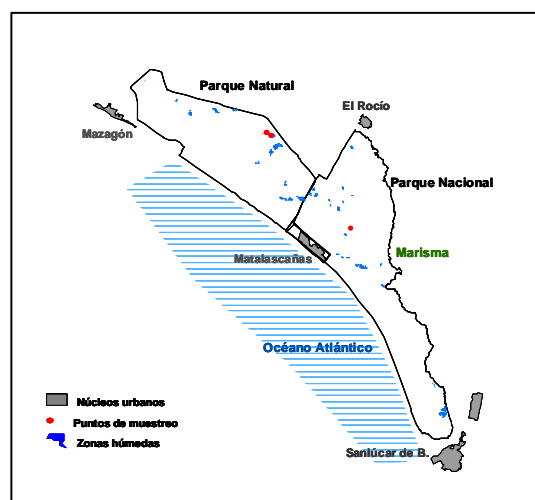 Parque Natural
El Rocío
Mazagón
Parque Nacional
Marisma
Matalascañas
Océano Atlántico
Núcleos urbanos
Puntos de muestreo
Zonas húmedas
Sanlúcar de B.